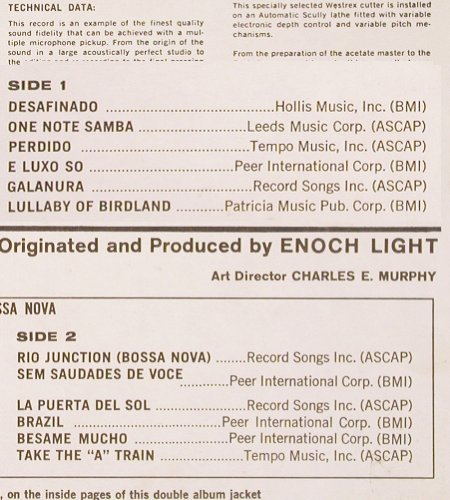 TECHNICAL DATA:
This record is an example of the finest quality
sound fidelity that can be achieved with a mul-
tiple microphone pickup. From the origin of the
sound in a large acoustically perfect studio to
the
This specially selected Westrex cutter is installed
on an Automatic Scully lathe fitted with variable
electronic depth control and variable pitch me-
chanisms.
From the preparation of the acetate master to the
SIDE 1
DESAFINADO ..........................Hollis Music, Inc. (BMI)
ONE NOTE SAMBA ................Leeds Music Corp. (ASCAP)
PERDIDO .........................Tempo Music, Inc. (ASCAP)
E LUXO SO .....................Peer International Corp. (BMI)
GALANURA ........................Record Songs Inc. (ASCAP)
LULLABY OF BIRDLAND ..........Patricia Music Pub. Corp. (BMI)
Originated and Produced by ENOCH LIGHT
Art Director CHARLES E. MURPHY
SSA NOVA
SIDE 2
RIO JUNCTION (BOSSA NOVA) ......Record Songs Inc. (ASCAP)
SEM SAUDADES DE VOCE
..........Peer International Corp. (BMI)
LA PUERTA DEL SOL ...............Record Songs Inc. (ASCAP)
BRAZIL ......................Peer International Corp. (BMI)
BESAME MUCHO .............Peer International Corp. (BMI)
TAKE THE "A" TRAIN ..............Tempo Music, Inc. (ASCAP)
, on the inside pages of this double album jacket